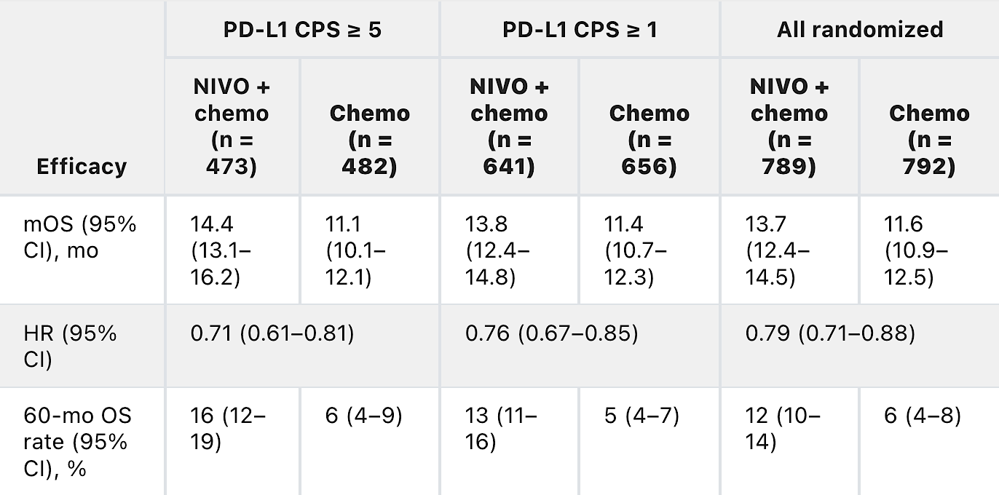 PD-L1 CPS ≥ 5
PD-L1 CPS ≥ 1
All randomized
Efficacy
NIVO +
chemo
(n =
473)
Chemo
(n =
482)
NIVO +
chemo
(n =
641)
Chemo
(n =
656)
NIVO +
chemo
(n =
789)
Chemo
(n =
792)
mOS (95%
CI), mo
14.4
(13.1–
16.2)
11.1
(10.1–
12.1)
13.8
(12.4–
14.8)
11.4
(10.7–
12.3)
13.7
(12.4–
14.5)
11.6
(10.9–
12.5)
HR (95%
CI)
0.71 (0.61–0.81)
0.76 (0.67–0.85)
0.79 (0.71–0.88)
60-mo OS
rate (95%
CI), %
16 (12–
19)
6 (4–9)
13 (11–
16)
5 (4–7)
12 (10–
14)
6 (4–8)